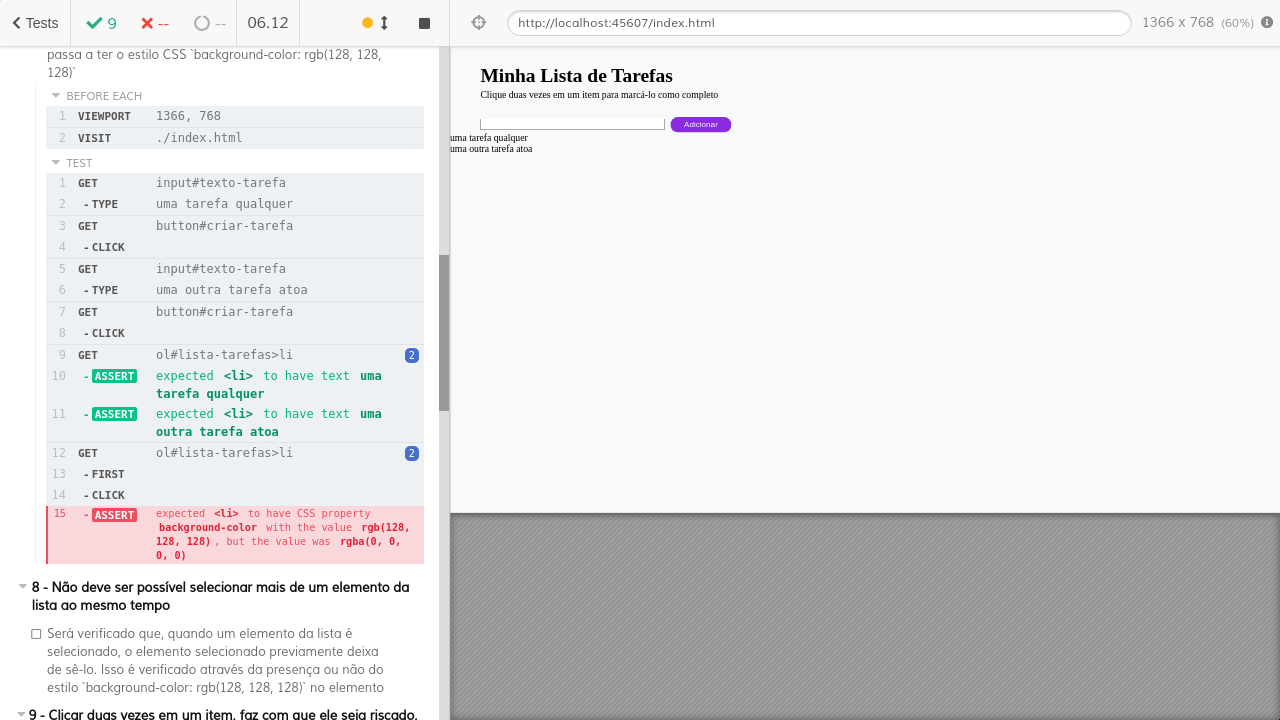 Tests
9
--
--
06.12
http://localhost:45607/index.html
1366 x 768 (60%)
passa a ter o estilo CSS `background-color: rgb(128, 128,
128)`
BEFORE EACH
1 VIEWPORT 1366, 768
2 VISIT ./index.html
TEST
1 GET input#texto-tarefa
2 -TYPE uma tarefa qualquer
3 GET button#criar-tarefa
4 -CLICK
5 GET input#texto-tarefa
6 -TYPE uma outra tarefa atoa
7 GET button#criar-tarefa
8 -CLICK
9 GET ol#lista-tarefas>li 2
10 -ASSERT expected <li> to have text uma
tarefa qualquer
11 -ASSERT expected <li> to have text uma
outra tarefa atoa
12 GET ol#lista-tarefas>li 2
13 -FIRST
14 -CLICK
15 -ASSERT expected <li> to have CSS property
background-color with the value rgb(128,
128, 128), but the value was rgba(0, 0,
0, 0)
8 - Não deve ser possível selecionar mais de um elemento da
lista ao mesmo tempo
Será verificado que, quando um elemento da lista é
selecionado, o elemento selecionado previamente deixa
de sê-lo. Isso é verificado através da presença ou não do
estilo `background-color: rgb(128, 128, 128)` no elemento
9 - Clicar duas vezes em um item, faz com que ele seja riscado,
Minha Lista de Tarefas
Clique duas vezes em um item para marcá-lo como completo
Adicionar
uma tarefa qualquer
uma outra tarefa atoa